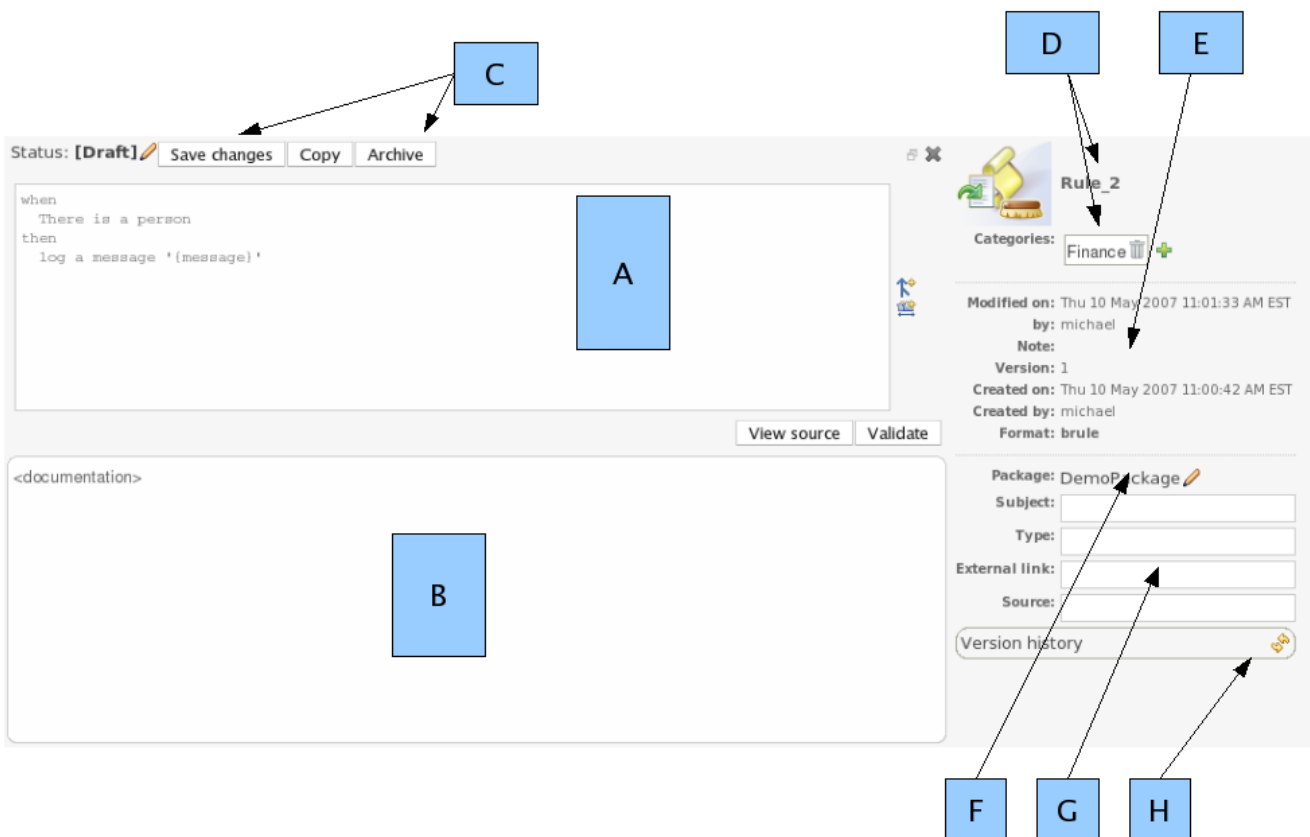 D E
C
Status: [Draft] Save changes Copy Archive
when
There is a person
then
log a message '{message}'
A
View source Validate
<documentation>
B
Rule_2
Categories: Finance
Modified on: Thu 10 May 2007 11:01:33 AM EST
by: michael
Note:
Version: 1
Created on: Thu 10 May 2007 11:00:42 AM EST
Created by: michael
Format: brule
Package: DemoPackage
Subject:
Type:
External link:
Source:
Version history
F G H